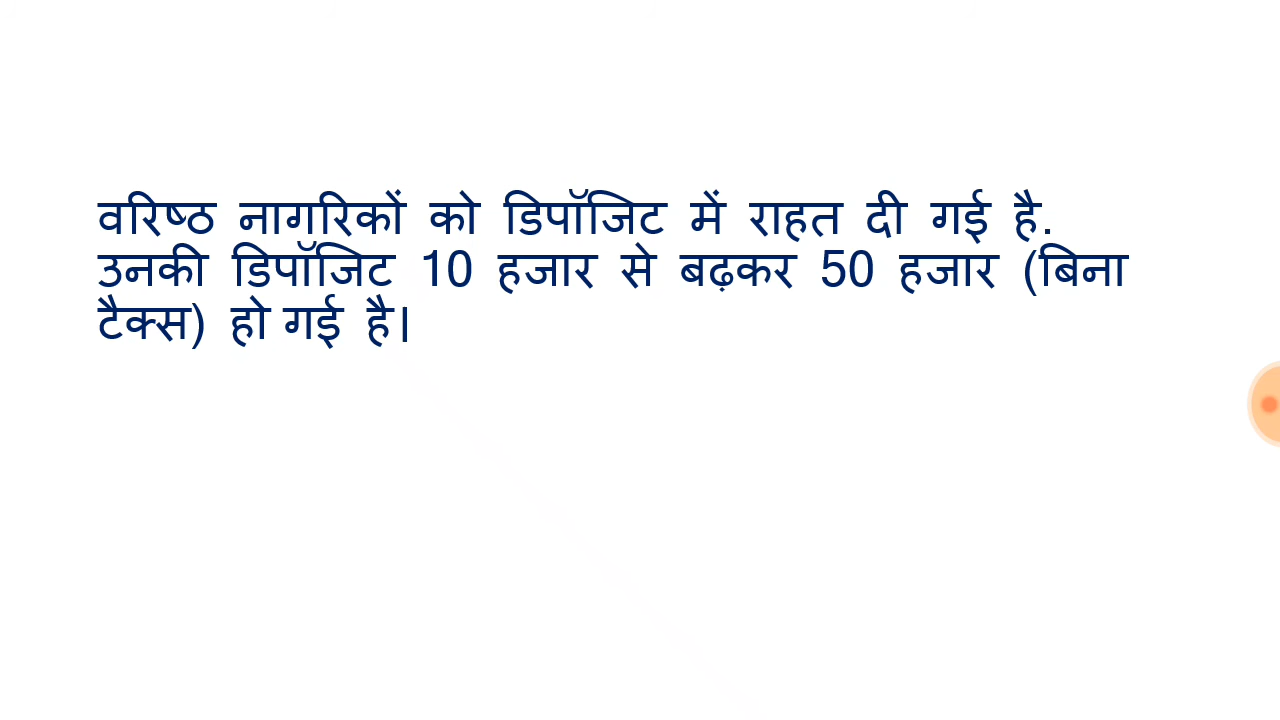 वरिष्ठ नागरिकों को डिपॉजिट में राहत दी गई है.
उनकी डिपॉजिट 10 हजार से बढ़कर 50 हजार (बिना
टैक्स) हो गई है।